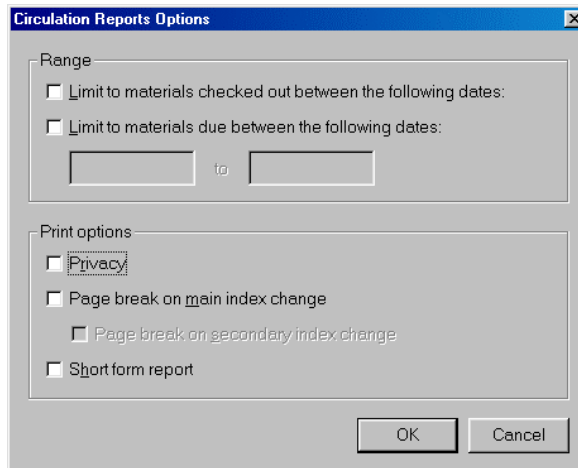 Circulation Reports Options
Range
Limit to materials checked out between the following dates:
Limit to materials due between the following dates:
to
Print options
Privacy
Page break on main index change
Page break on secondary index change
Short form report
OK Cancel